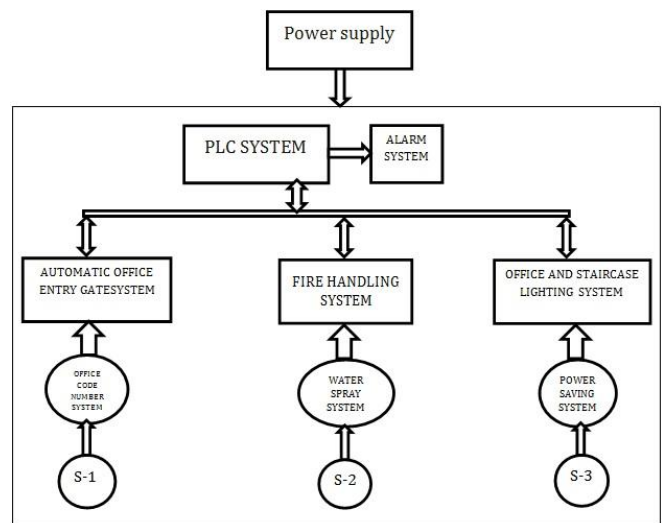 Power supply
PLC SYSTEM
ALARM
SYSTEM
AUTOMATIC OFFICE
ENTRY GATESYSTEM
FIRE HANDLING
SYSTEM
OFFICE AND STAIRCASE
LIGHTING SYSTEM
OFFICE
CODE
NUMBER
SYSTEM
WATER
SPRAY
SYSTEM
POWER
SAVING
SYSTEM
S-1
S-2
S-3